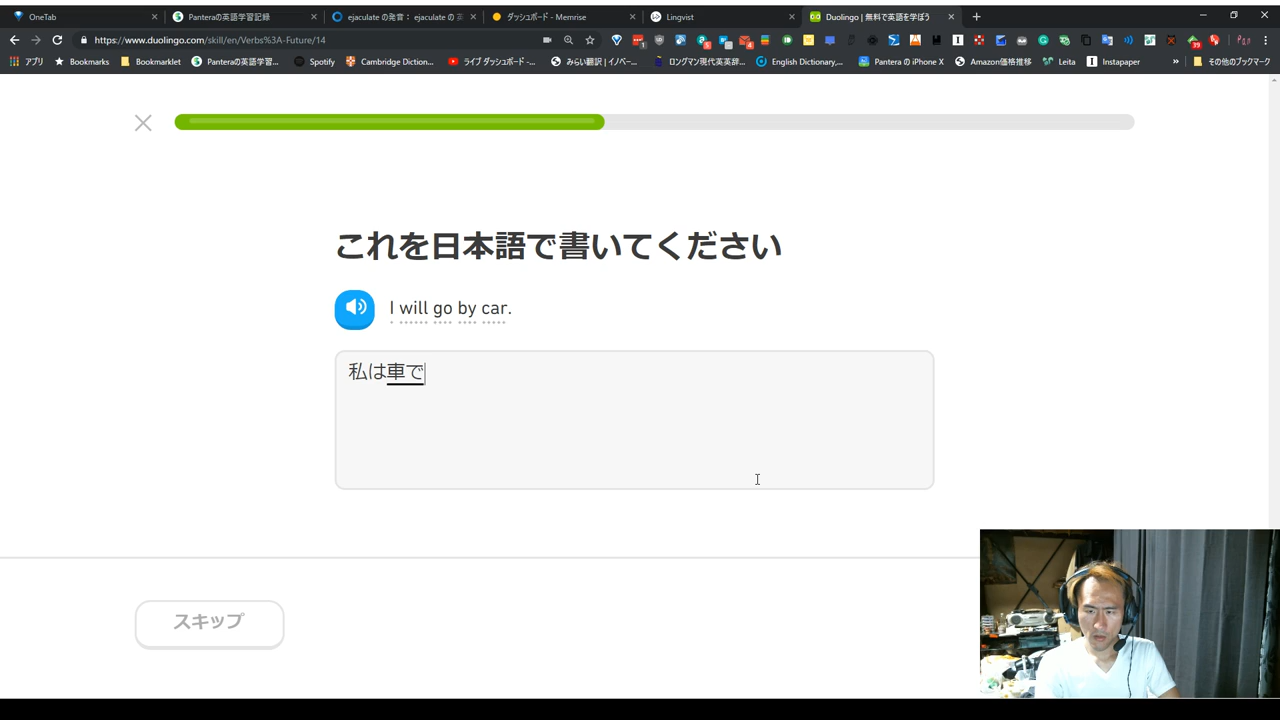 OneTab
Panteraの英語学習記録
ejaculate の発音： ejaculate の 英
ダッシュボード - Memrise
Lingvist
Duolingo | 無料で英語を学ぼう
https://www.duolingo.com/skill/en/Verbs%3A-Future/14
アプリ
Bookmarks
Bookmarklet
Panteraの英語学習...
Spotify
Cambridge Diction...
ライブ ダッシュボード -...
みらい翻訳 | イノベー...
ロングマン現代英英辞...
English Dictionary,...
Pantera の iPhone X
Amazon価格推移
Leita
Instapaper
»
その他のブックマーク
これを日本語で書いてください
I will go by car.
私は車で
スキップ